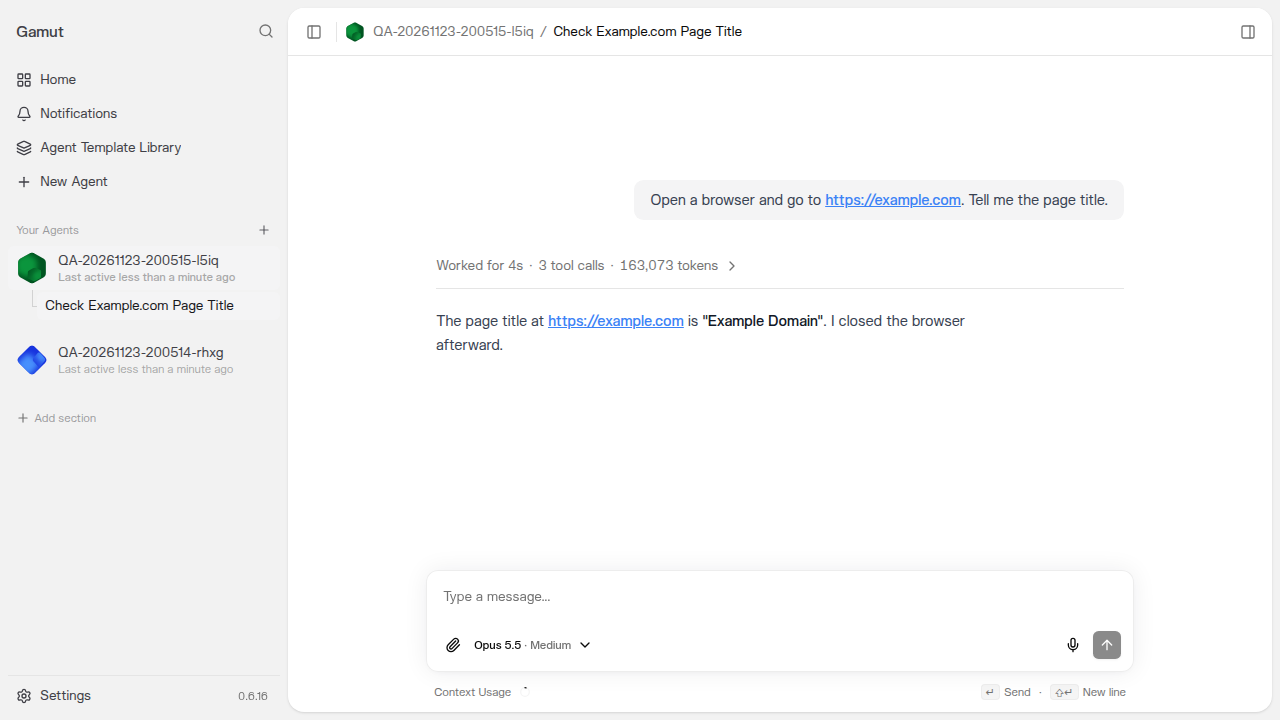 Gamut
Home
Notifications
Agent Template Library
New Agent
Your Agents
QA-20261123-200515-l5iq
Last active less than a minute ago
Check Example.com Page Title
QA-20261123-200514-rhxg
Last active less than a minute ago
Add section
Settings
0.6.16
QA-20261123-200515-l5iq / Check Example.com Page Title
Open a browser and go to https://example.com. Tell me the page title.
Worked for 4s · 3 tool calls · 163,073 tokens
The page title at https://example.com is "Example Domain". I closed the browser
afterward.
Type a message...
Opus 5.5 · Medium
Context Usage
↵ Send · ⇧↵ New line